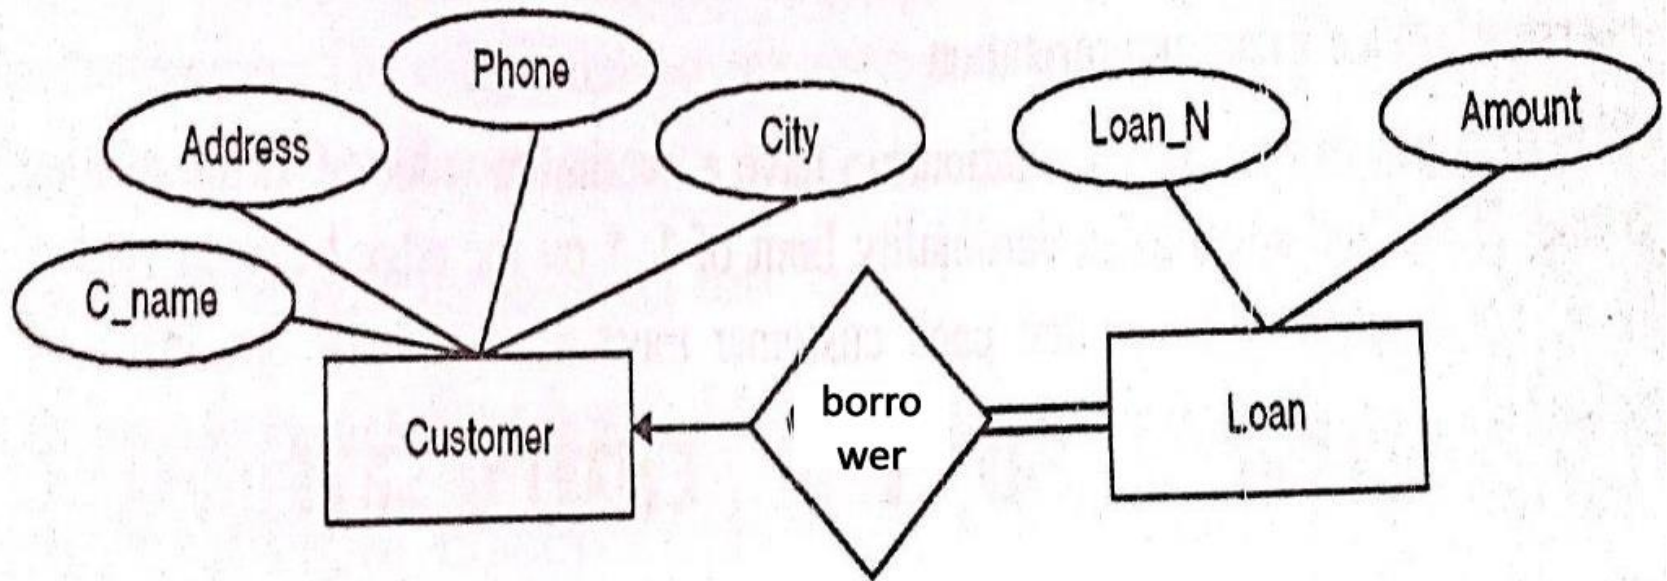 Phone
Address
City
Loan_N
Amount
C_name
Customer
borro
wer
Loan